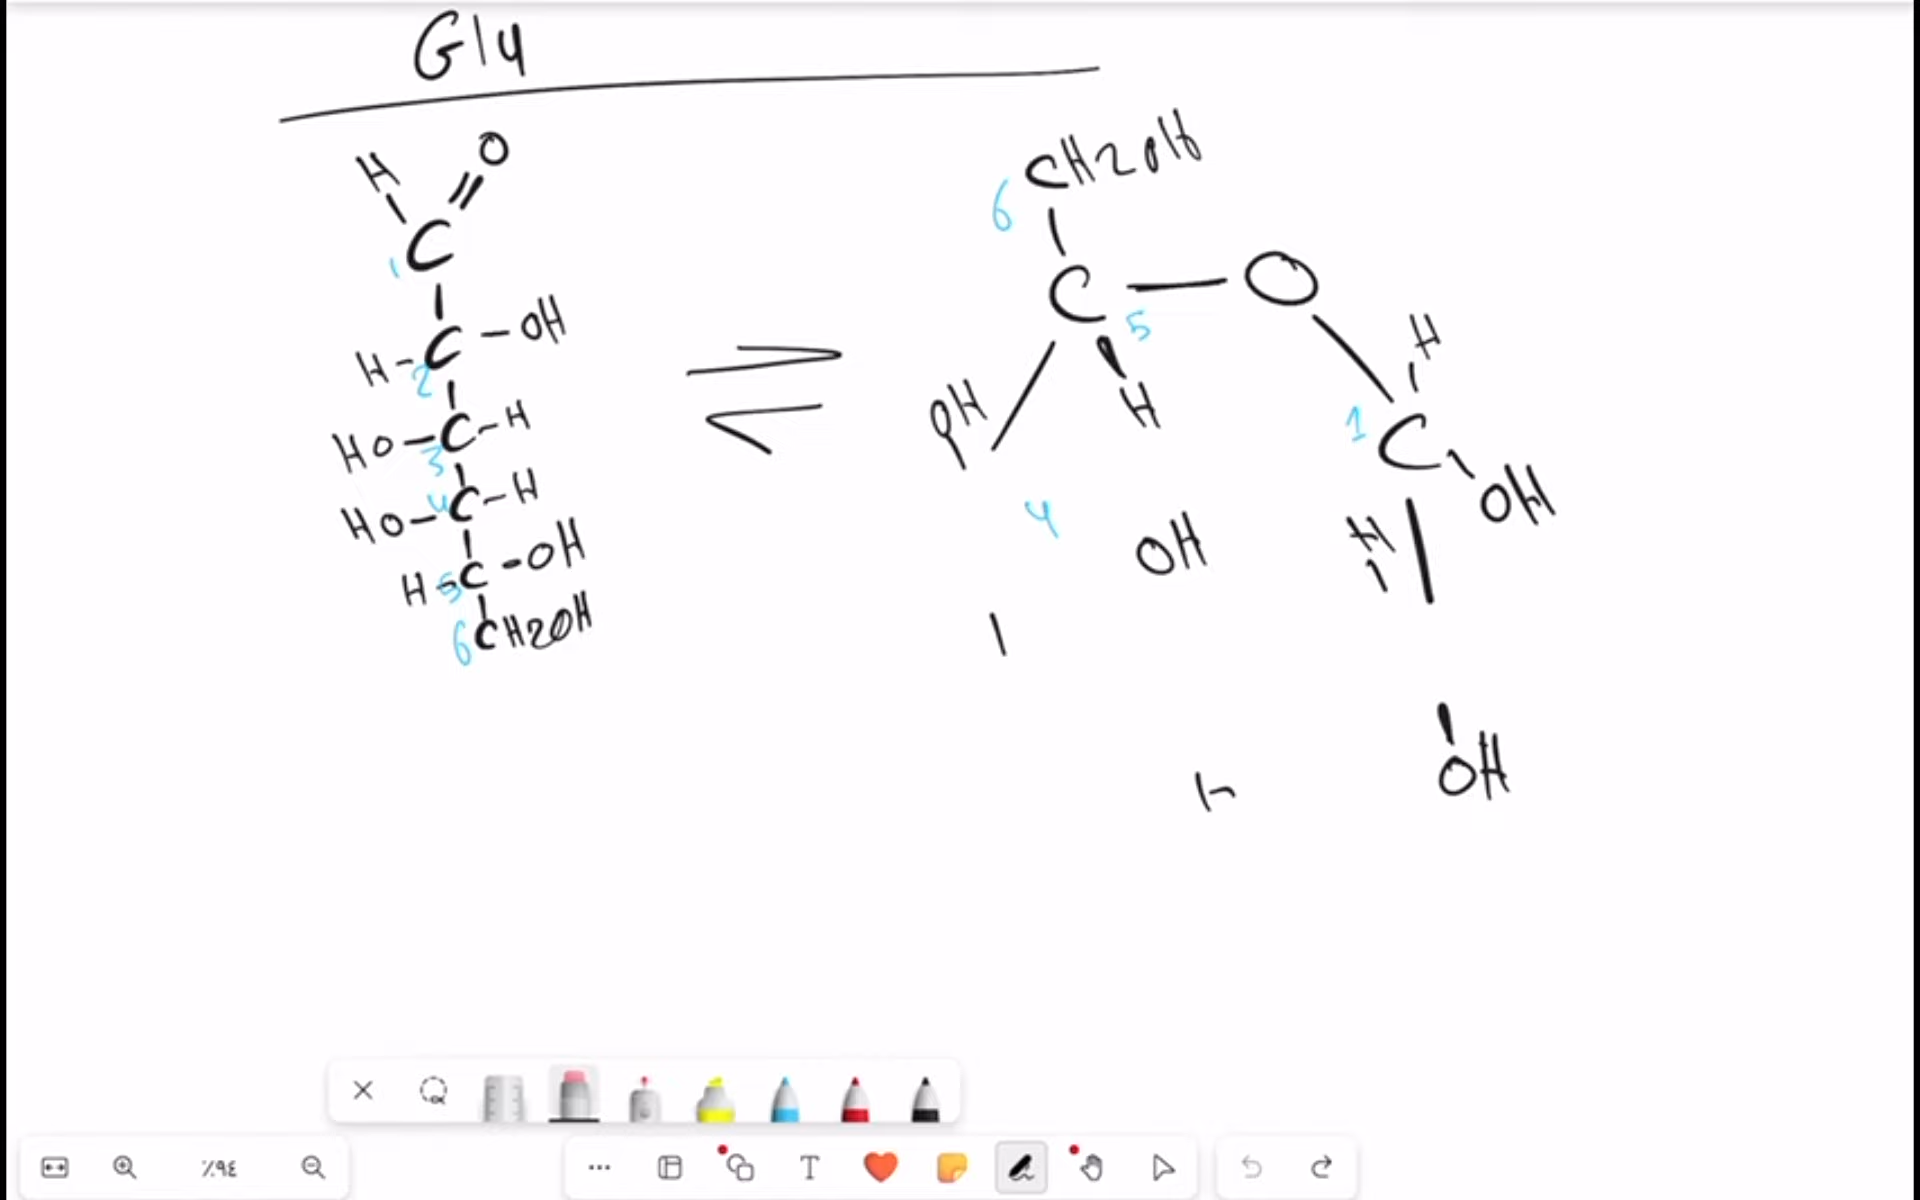 Gly
H O
C
1
H - C - OH
2
HO - C - H
3
HO - C - H
4
H - C - OH
5
CH2OH
6
CH2OH
6
C — O
5
H
OH H
1 C
OH
4
OH H
OH
٪٩٤
T